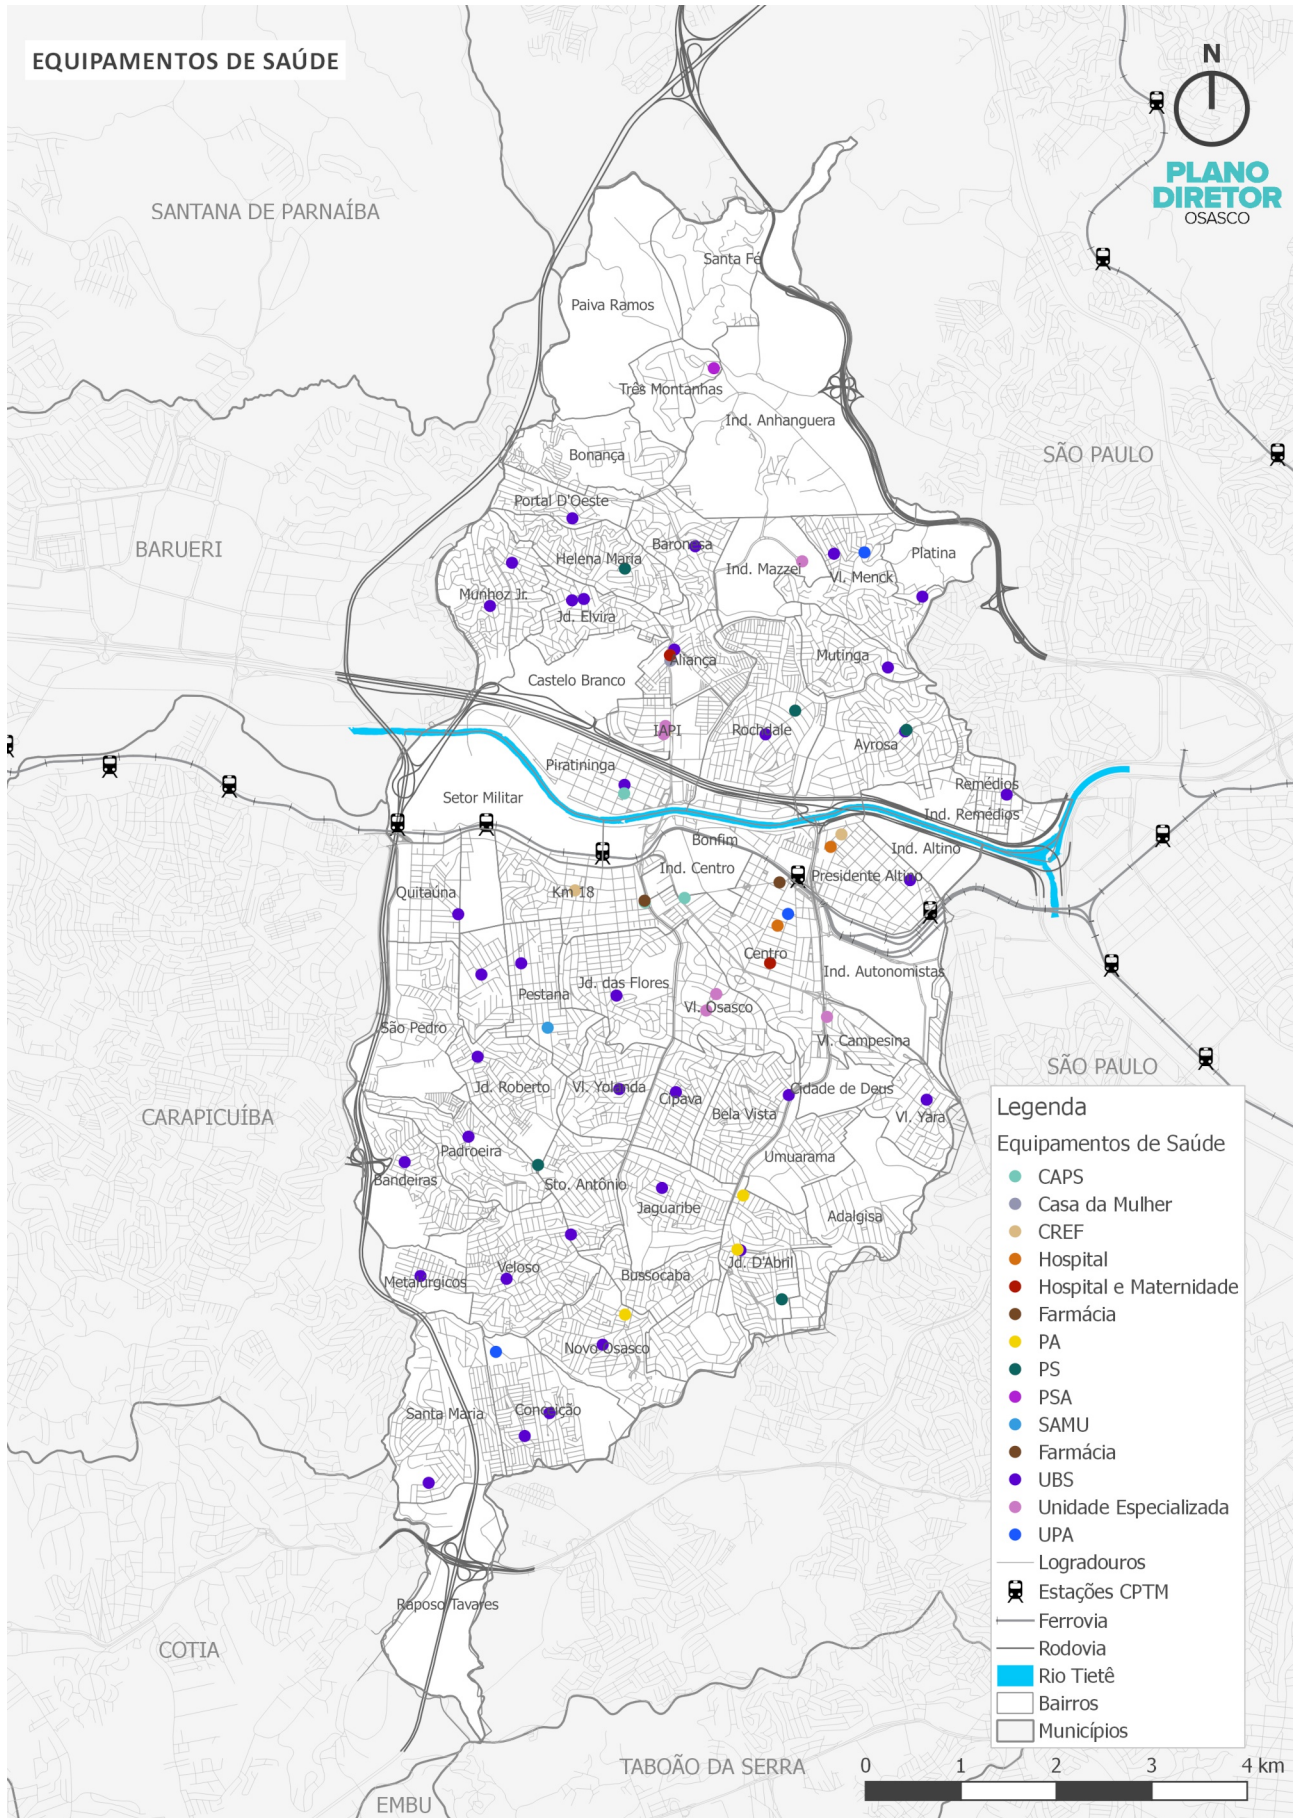 EQUIPAMENTOS DE SAÚDE
N
PLANO
DIRETOR
OSASCO
SANTANA DE PARNAÍBA
Santa Fé
Paiva Ramos
Três Montanhas
Ind. Anhanguera
Bonança
SÃO PAULO
Portal D'Oeste
BARUERI
Baronesa
Helena Maria
Platina
Ind. Mazzei
Vl. Menck
Munhoz Jr.
Jd. Elvira
Mutinga
Aliança
Castelo Branco
IAPI
Rochdale
Ayrosa
Piratininga
Remédios
Setor Militar
Ind. Remédios
Bonfim
Ind. Altino
Ind. Centro
Presidente Altino
Quitaúna
Km 18
Centro
Ind. Autonomistas
Jd. das Flores
Pestana
Vl. Osasco
São Pedro
Vl. Campesina
SÃO PAULO
Jd. Roberto
Vl. Yolanda
Cidade de Deus
Cipava
Bela Vista
Vl. Yara
CARAPICUÍBA
Padroeira
Umuarama
Bandeiras
Sto. Antônio
Jaguaribe
Adalgisa
Jd. D'Abril
Veloso
Bussocaba
Metalúrgicos
Novo Osasco
Santa Maria
Conceição
Raposo Tavares
COTIA
TABOÃO DA SERRA
EMBU
Legenda
Equipamentos de Saúde
CAPS
Casa da Mulher
CREF
Hospital
Hospital e Maternidade
Farmácia
PA
PS
PSA
SAMU
Farmácia
UBS
Unidade Especializada
UPA
Logradouros
Estações CPTM
Ferrovia
Rodovia
Rio Tietê
Bairros
Municípios
0 1 2 3 4 km